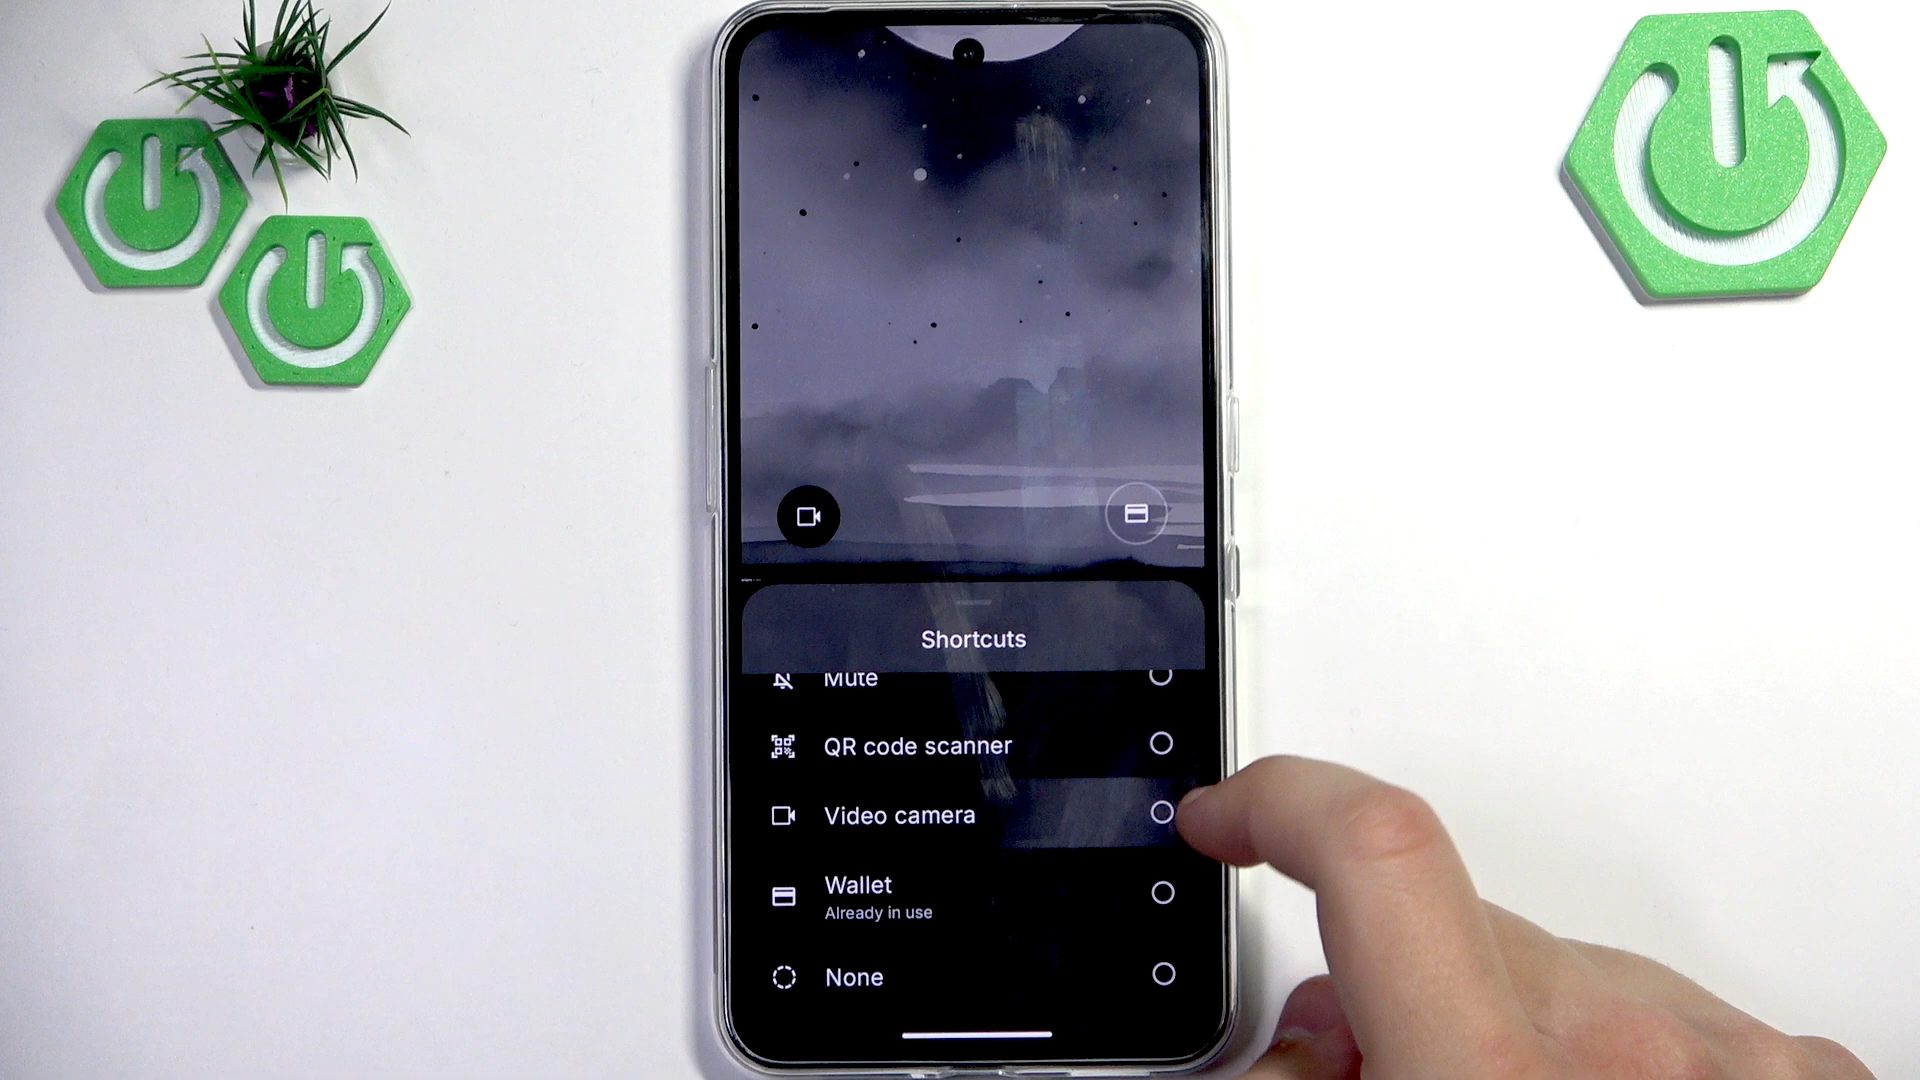 Shortcuts
Mute
QR code scanner
Video camera
Wallet
Already in use
None